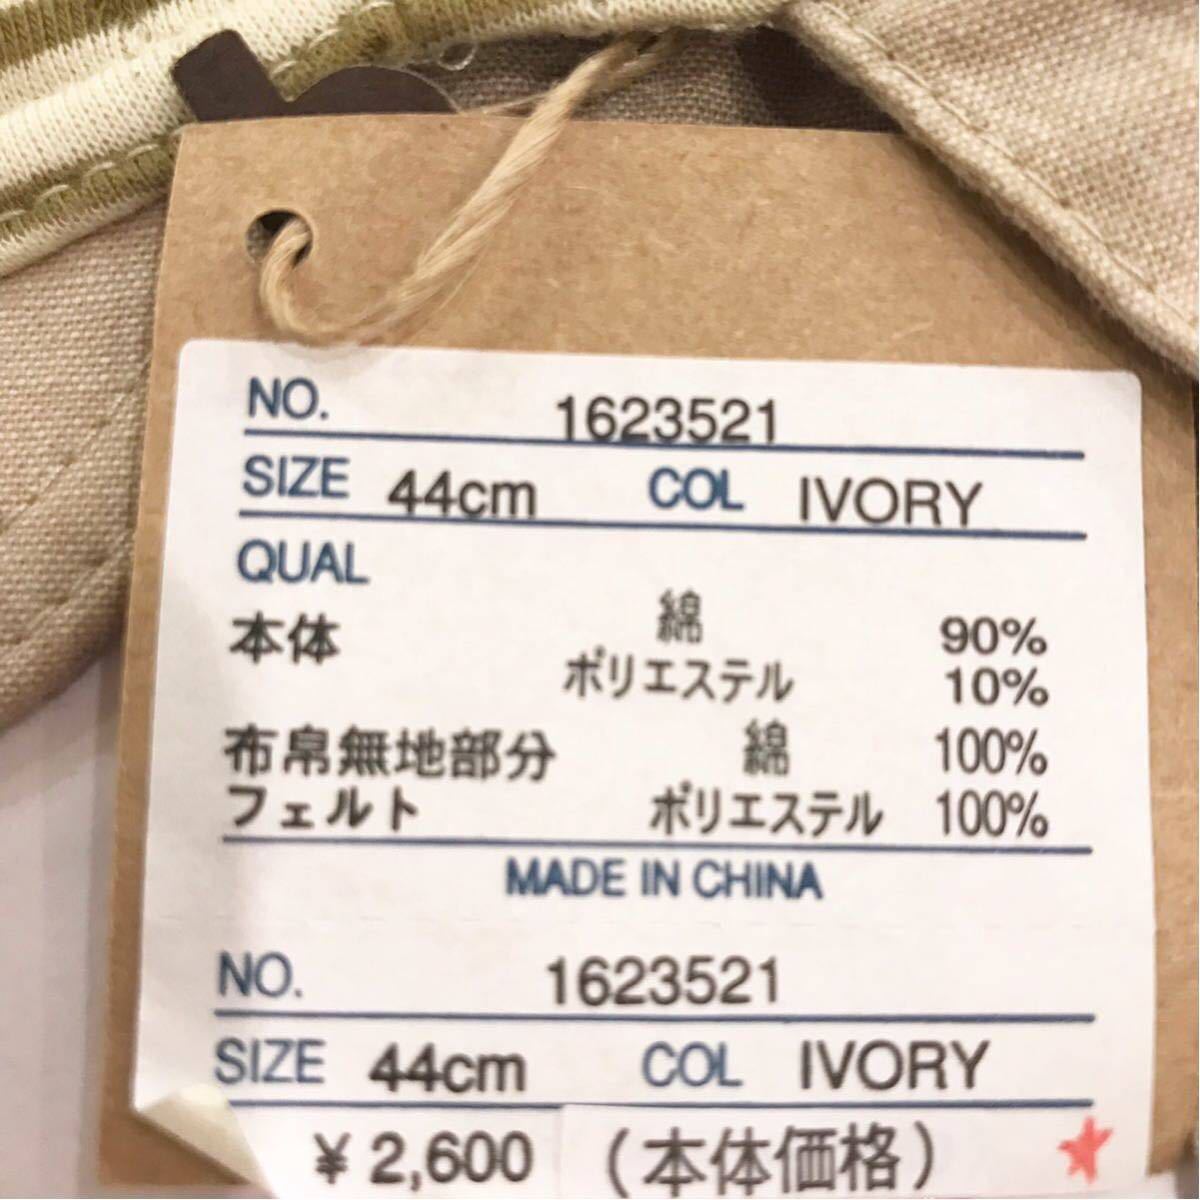 NO. 1623521
SIZE 44cm COL IVORY
QUAL
本体 綿 90%
ポリエステル 10%
布帛無地部分 綿 100%
フェルト ポリエステル 100%
MADE IN CHINA
NO. 1623521
SIZE 44cm COL IVORY
¥2,600 (本体価格)